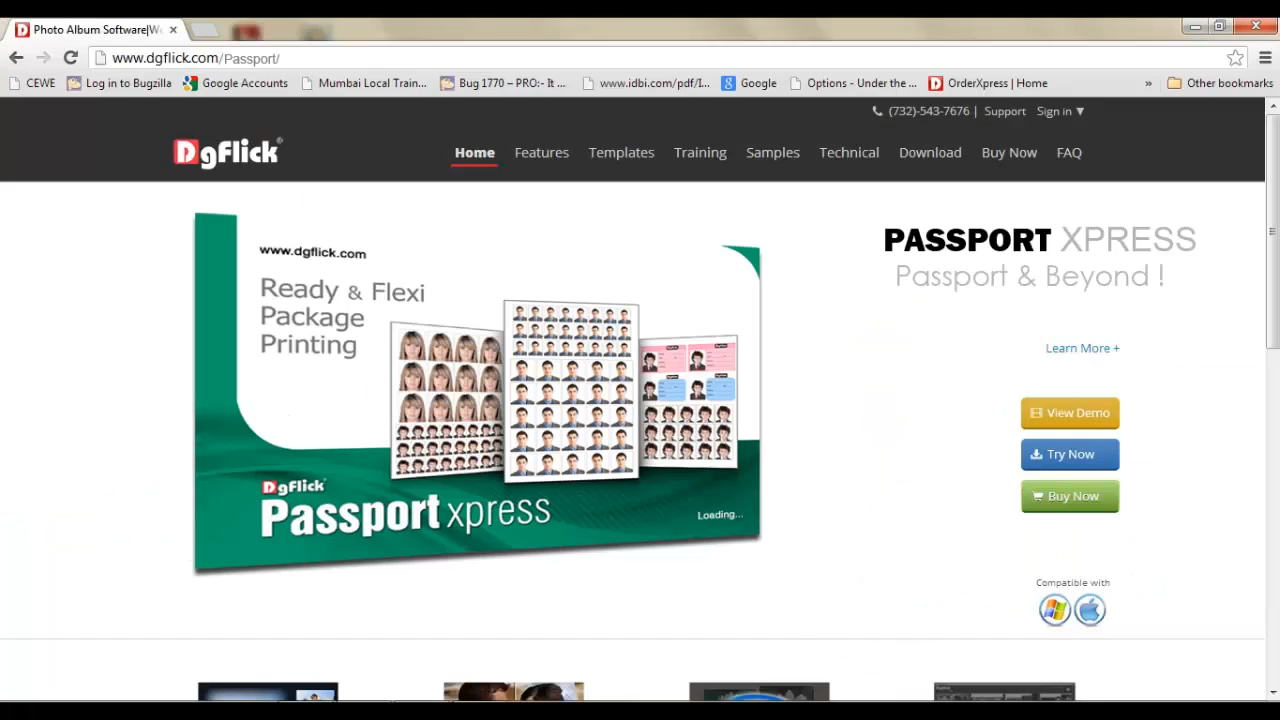 Photo Album Software|We
www.dgflick.com/Passport/
CEWE
Log in to Bugzilla
Google Accounts
Mumbai Local Train...
Bug 1770 – PRO:- It ...
www.idbi.com/pdf/I...
Google
Options - Under the ...
OrderXpress | Home
»
Other bookmarks
(732)-543-7676 | Support Sign in ▼
DgFlick®
Home Features Templates Training Samples Technical Download Buy Now FAQ
www.dgflick.com
Ready & Flexi
Package
Printing
DgFlick
Passport xpress
Loading...
PASSPORT XPRESS
Passport & Beyond !
Learn More +
View Demo
Try Now
Buy Now
Compatible with